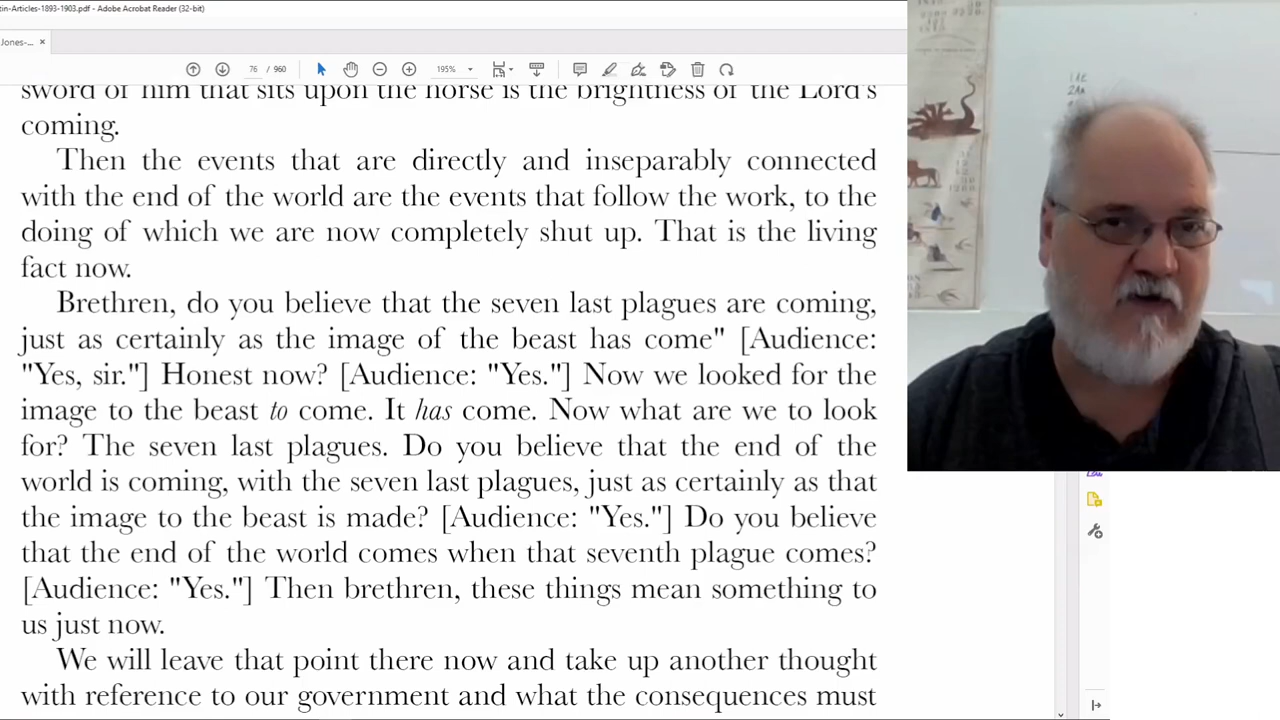 tin-Articles-1893-1903.pdf - Adobe Acrobat Reader (32-bit)
Jones-... ×
76 / 960 195%
sword of him that sits upon the horse is the brightness of the Lord's
coming.
Then the events that are directly and inseparably connected
with the end of the world are the events that follow the work, to the
doing of which we are now completely shut up. That is the living
fact now.
Brethren, do you believe that the seven last plagues are coming,
just as certainly as the image of the beast has come" [Audience:
"Yes, sir."] Honest now? [Audience: "Yes."] Now we looked for the
image to the beast to come. It has come. Now what are we to look
for? The seven last plagues. Do you believe that the end of the
world is coming, with the seven last plagues, just as certainly as that
the image to the beast is made? [Audience: "Yes."] Do you believe
that the end of the world comes when that seventh plague comes?
[Audience: "Yes."] Then brethren, these things mean something to
us just now.
We will leave that point there now and take up another thought
with reference to our government and what the consequences must